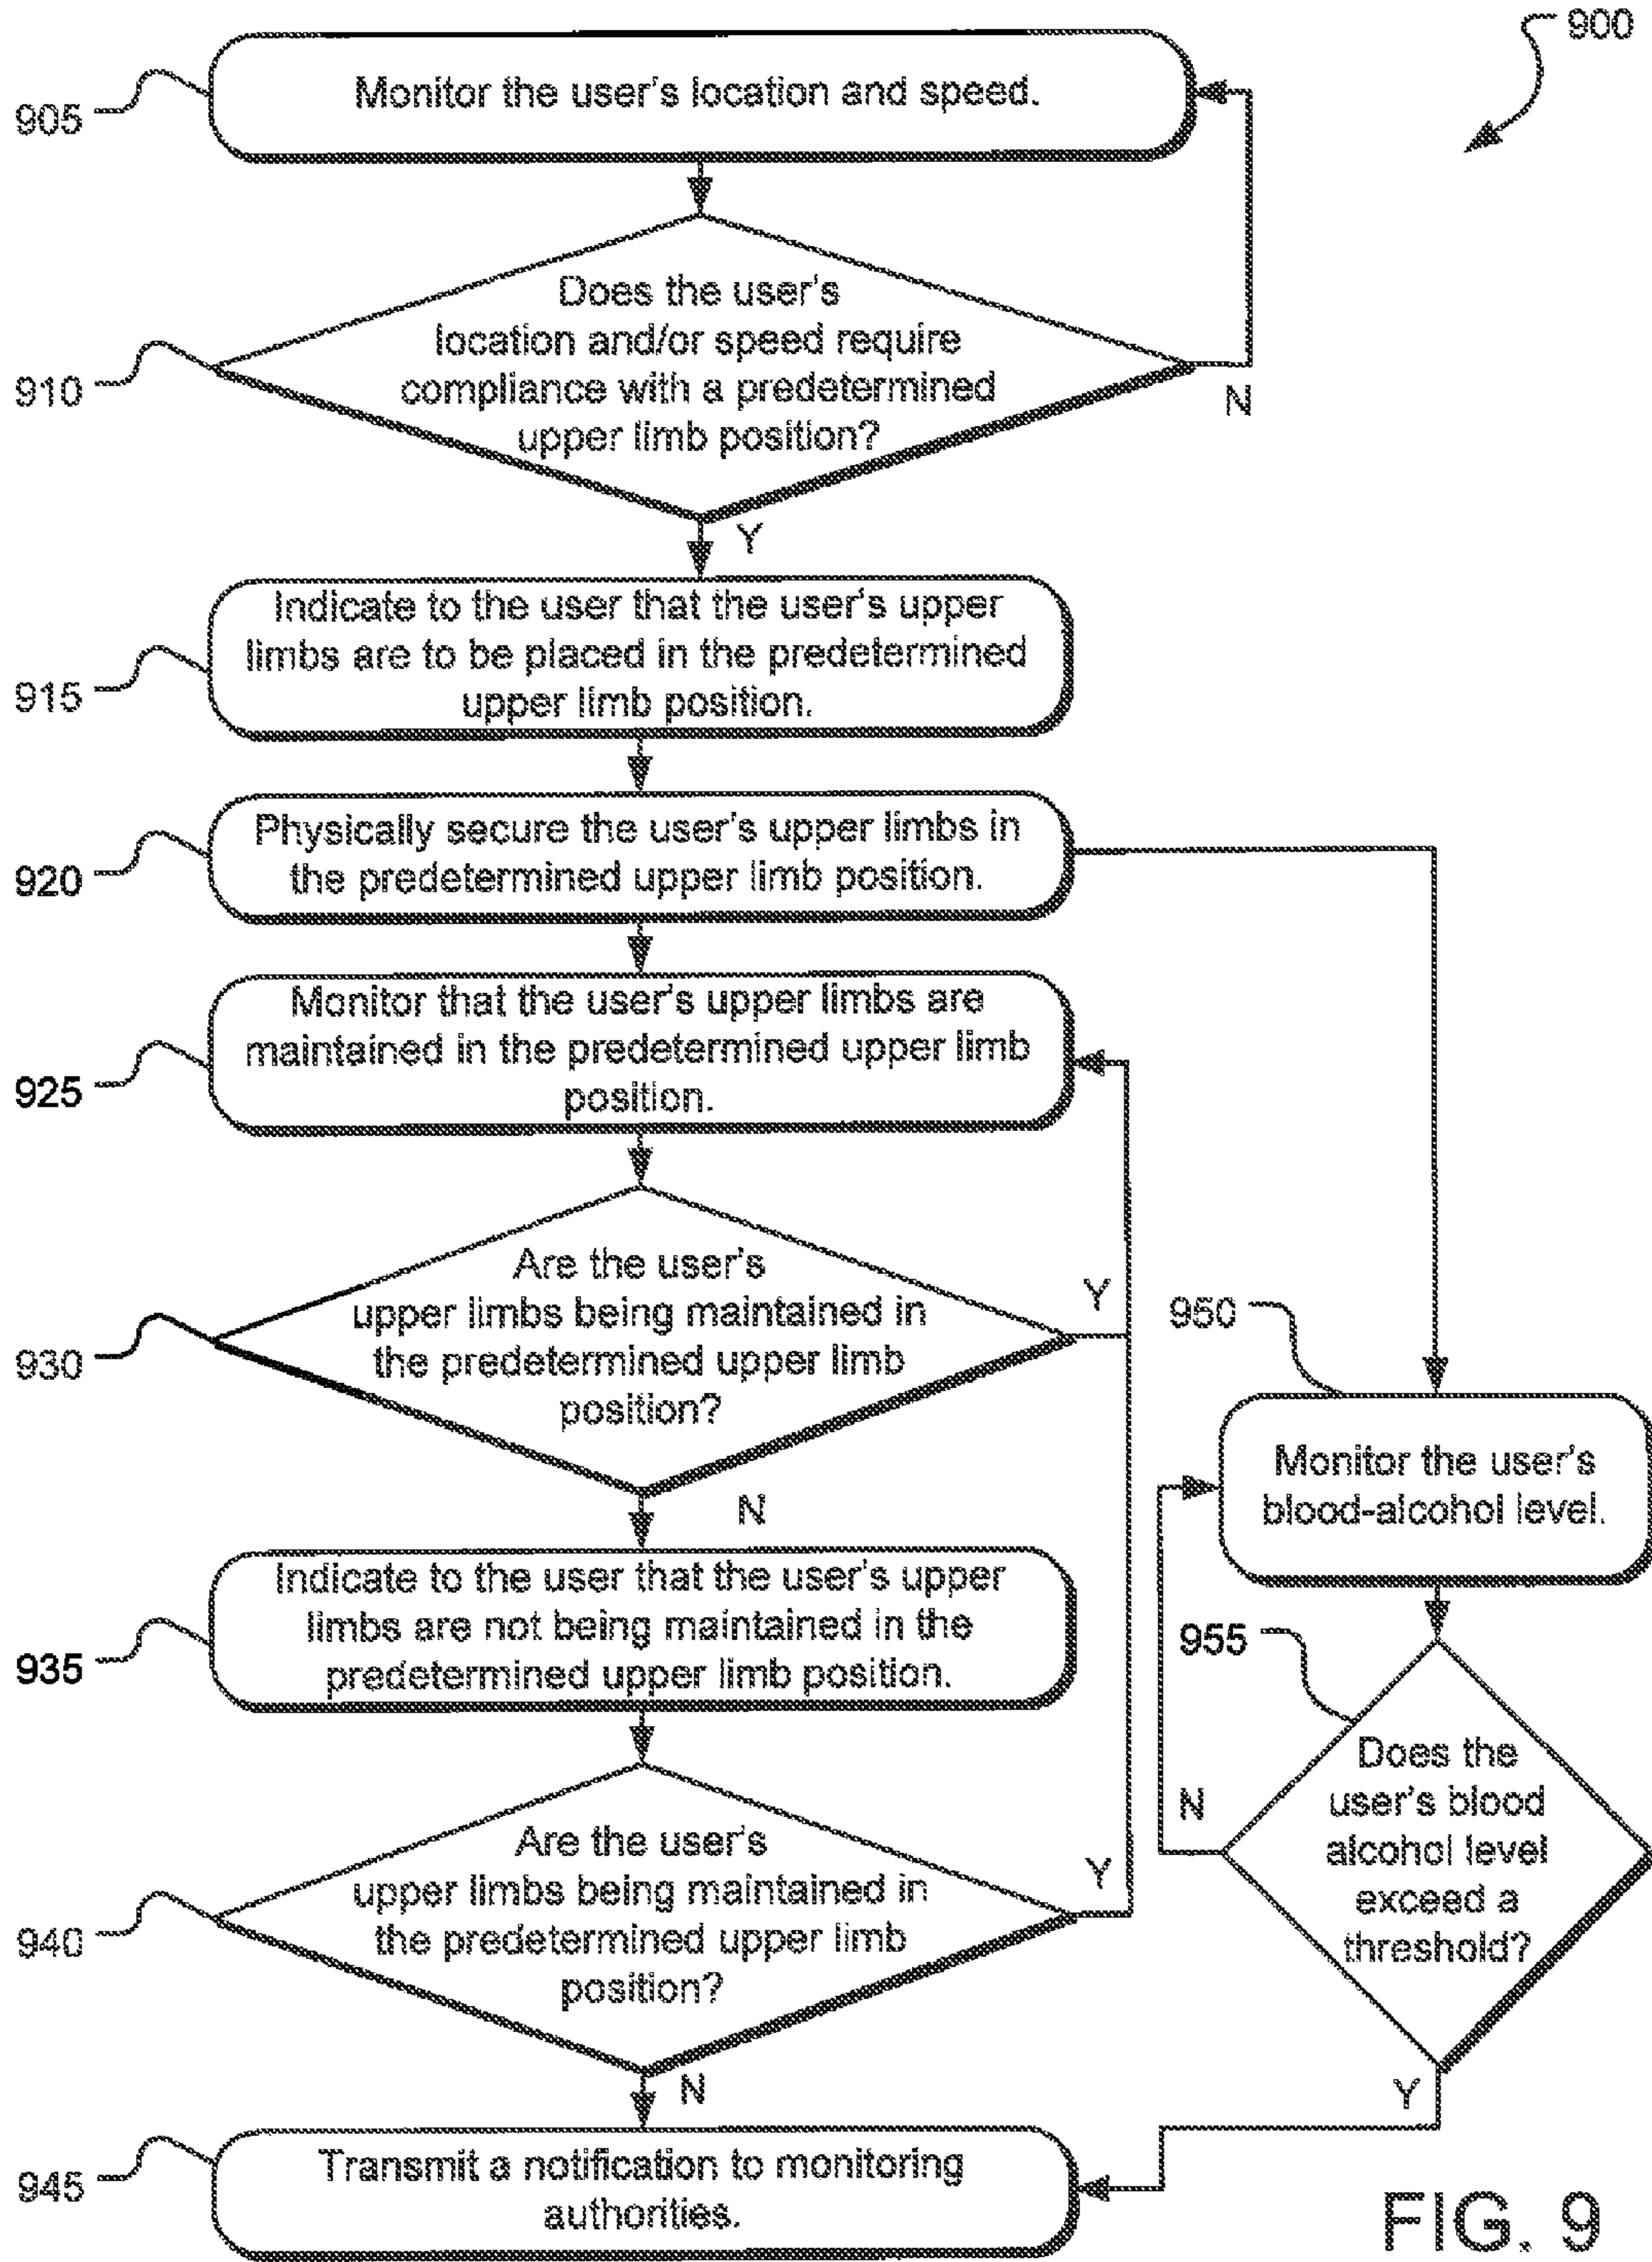 900
905
Monitor the user's location and speed.
910
Does the user's
location and/or speed require
compliance with a predetermined
upper limb position?
N
Y
915
Indicate to the user that the user's upper
limbs are to be placed in the predetermined
upper limb position.
920
Physically secure the user's upper limbs in
the predetermined upper limb position.
925
Monitor that the user's upper limbs are
maintained in the predetermined upper limb
position.
930
Are the user's
upper limbs being maintained in
the predetermined upper limb
position?
Y
N
935
Indicate to the user that the user's upper
limbs are not being maintained in the
predetermined upper limb position.
940
Are the user's
upper limbs being maintained in
the predetermined upper limb
position?
Y
N
945
Transmit a notification to monitoring
authorities.
950
Monitor the user's
blood-alcohol level.
955
Does the
user's blood
alcohol level
exceed a
threshold?
N
Y
FIG. 9